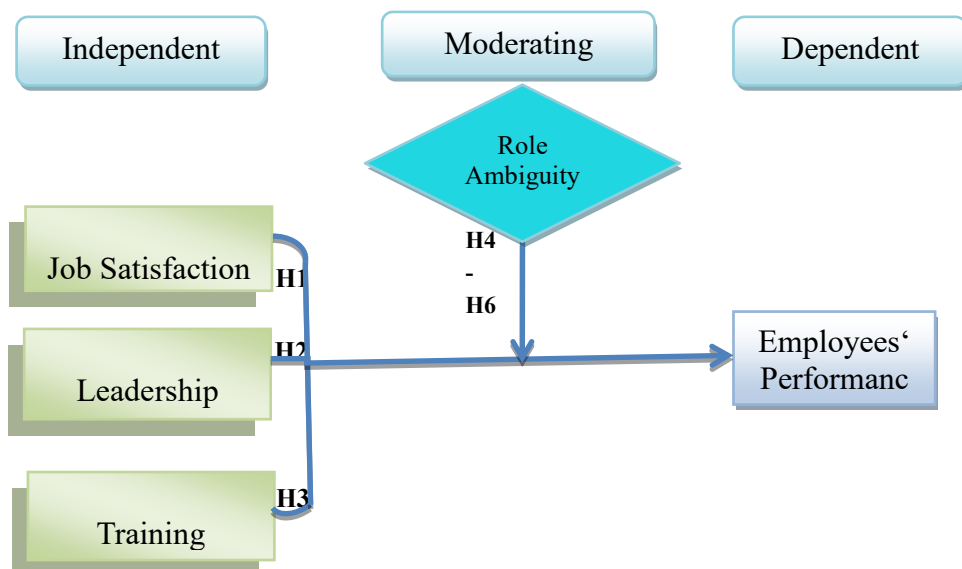 Independent
Moderating
Dependent
Role
Ambiguity
H4
-
H6
Job Satisfaction
H1
H2
Leadership
Employees‘
Performanc
H3
Training